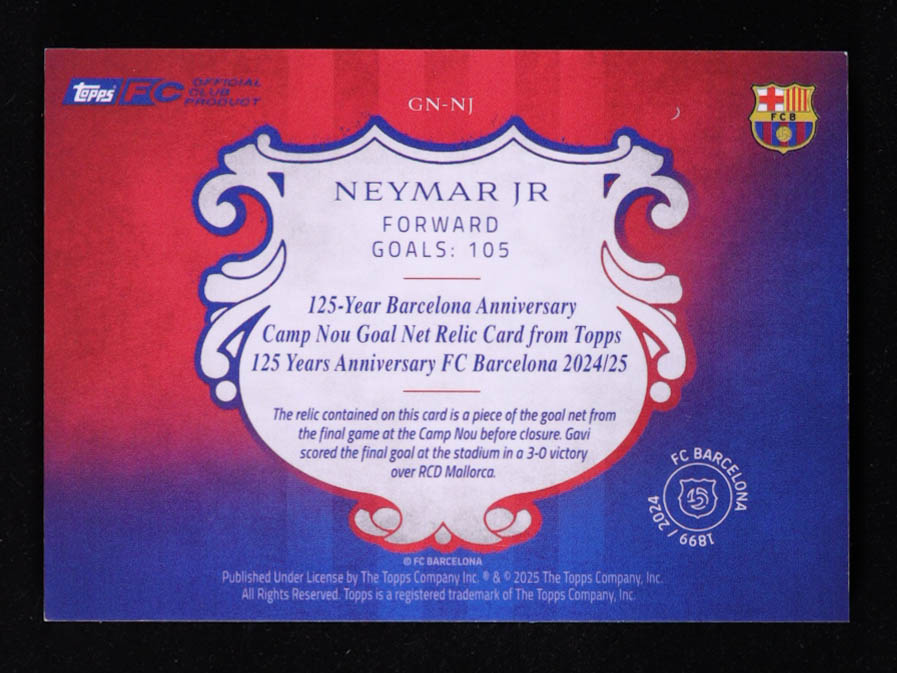 topps FC OFFICIAL
CLUB
PRODUCT
GN-NJ
FCB
NEYMAR JR
FORWARD
GOALS: 105
125-Year Barcelona Anniversary
Camp Nou Goal Net Relic Card from Topps
125 Years Anniversary FC Barcelona 2024/25
The relic contained on this card is a piece of the goal net from
the final game at the Camp Nou before closure. Gavi
scored the final goal at the stadium in a 3-0 victory
over RCD Mallorca.
FC BARCELONA
125
1899 / 2024
© FC BARCELONA
Published Under License by The Topps Company Inc. ® & © 2025 The Topps Company, Inc.
All Rights Reserved. Topps is a registered trademark of The Topps Company, Inc.